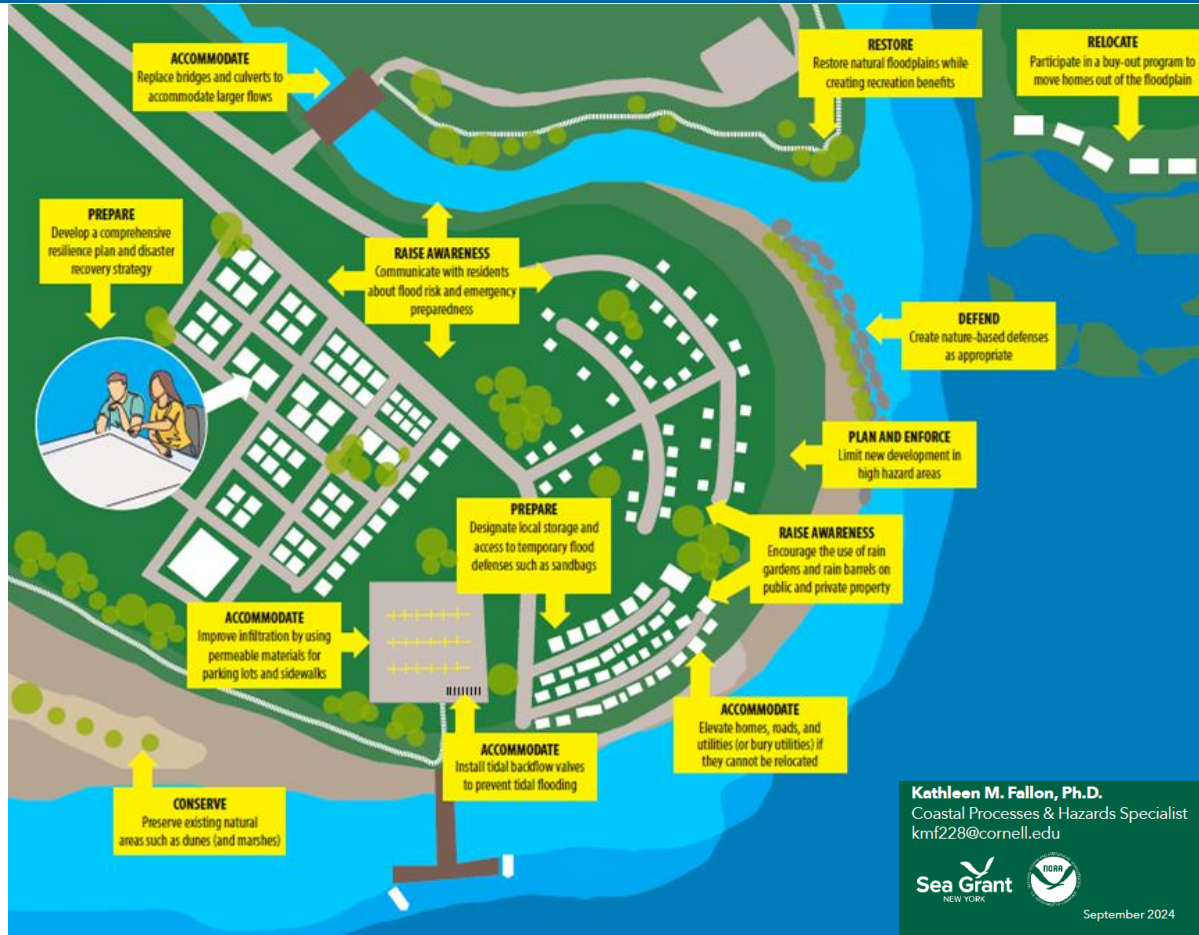 ACCOMMODATE
Replace bridges and culverts to
accommodate larger flows
RESTORE
Restore natural floodplains while
creating recreation benefits
RELOCATE
Participate in a buy-out program to
move homes out of the floodplain
PREPARE
Develop a comprehensive
resilience plan and disaster
recovery strategy
RAISE AWARENESS
Communicate with residents
about flood risk and emergency
preparedness
DEFEND
Create nature-based defenses
as appropriate
PLAN AND ENFORCE
Limit new development in
high hazard areas
PREPARE
Designate local storage and
access to temporary flood
defenses such as sandbags
RAISE AWARENESS
Encourage the use of rain
gardens and rain barrels on
public and private property
ACCOMMODATE
Improve infiltration by using
permeable materials for
parking lots and sidewalks
ACCOMMODATE
Elevate homes, roads, and
utilities (or bury utilities) if
they cannot be relocated
ACCOMMODATE
Install tidal backflow valves
to prevent tidal flooding
CONSERVE
Preserve existing natural
areas such as dunes (and marshes)
Kathleen M. Fallon, Ph.D.
Coastal Processes & Hazards Specialist
kmf228@cornell.edu
Sea Grant
NEW YORK
NOAA
September 2024